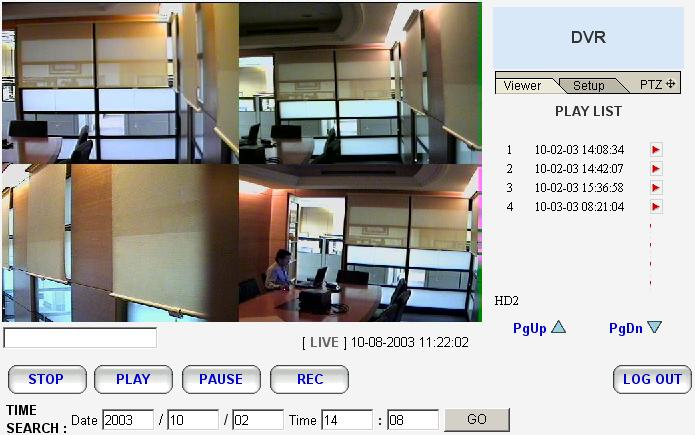 DVR
Viewer Setup PTZ
PLAY LIST
1 10-02-03 14:08:34
2 10-02-03 14:42:07
3 10-02-03 15:36:58
4 10-03-03 08:21:04
HD2
PgUp PgDn
[ LIVE ] 10-08-2003 11:22:02
STOP PLAY PAUSE REC LOG OUT
TIME
SEARCH : Date 2003 / 10 / 02 Time 14 : 08 GO